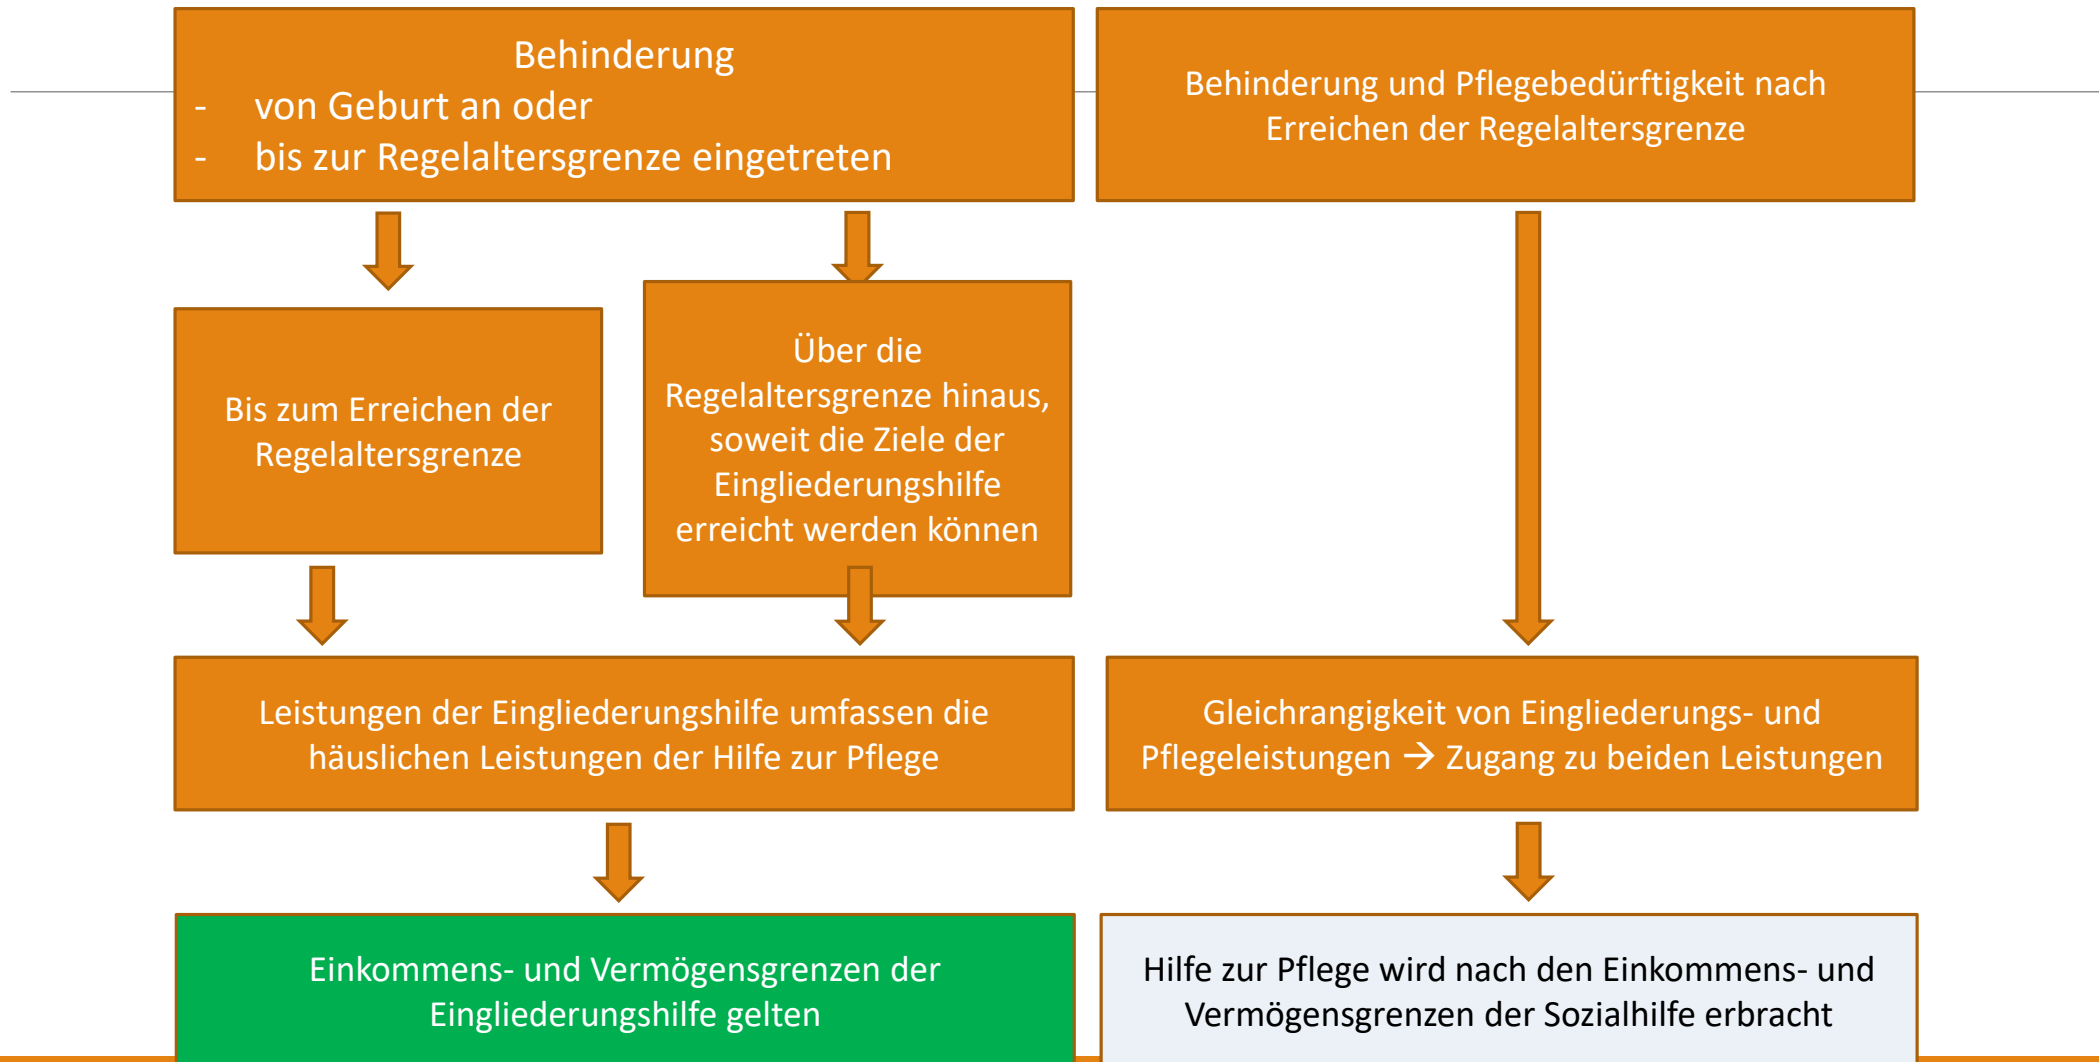 Behinderung
- von Geburt an oder
- bis zur Regelaltersgrenze eingetreten
Behinderung und Pflegebedürftigkeit nach
Erreichen der Regelaltersgrenze
Bis zum Erreichen der
Regelaltersgrenze
Über die
Regelaltersgrenze hinaus,
soweit die Ziele der
Eingliederungshilfe
erreicht werden können
Leistungen der Eingliederungshilfe umfassen die
häuslichen Leistungen der Hilfe zur Pflege
Gleichrangigkeit von Eingliederungs- und
Pflegeleistungen → Zugang zu beiden Leistungen
Einkommens- und Vermögensgrenzen der
Eingliederungshilfe gelten
Hilfe zur Pflege wird nach den Einkommens- und
Vermögensgrenzen der Sozialhilfe erbracht